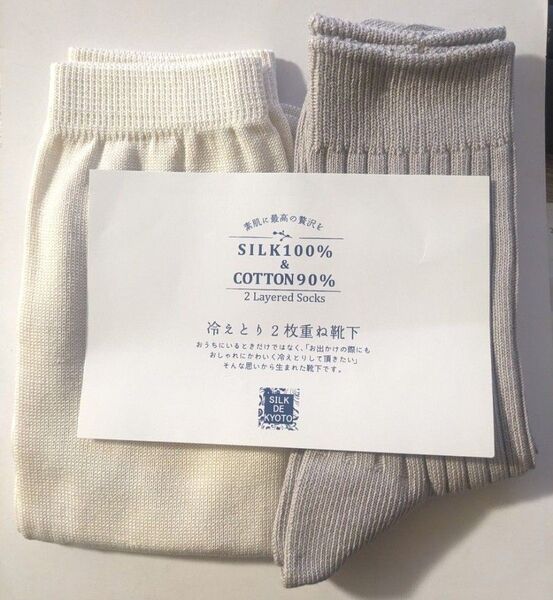 素肌に最高の贅沢を
SILK100%
&
COTTON90%
2 Layered Socks
冷えとり2枚重ね靴下
おうちにいるときだけではなく、「お出かけの際にも
おしゃれにかわいく冷えとりして頂きたい」
そんな思いから生まれた靴下です。
SILK
DE
KYOTO